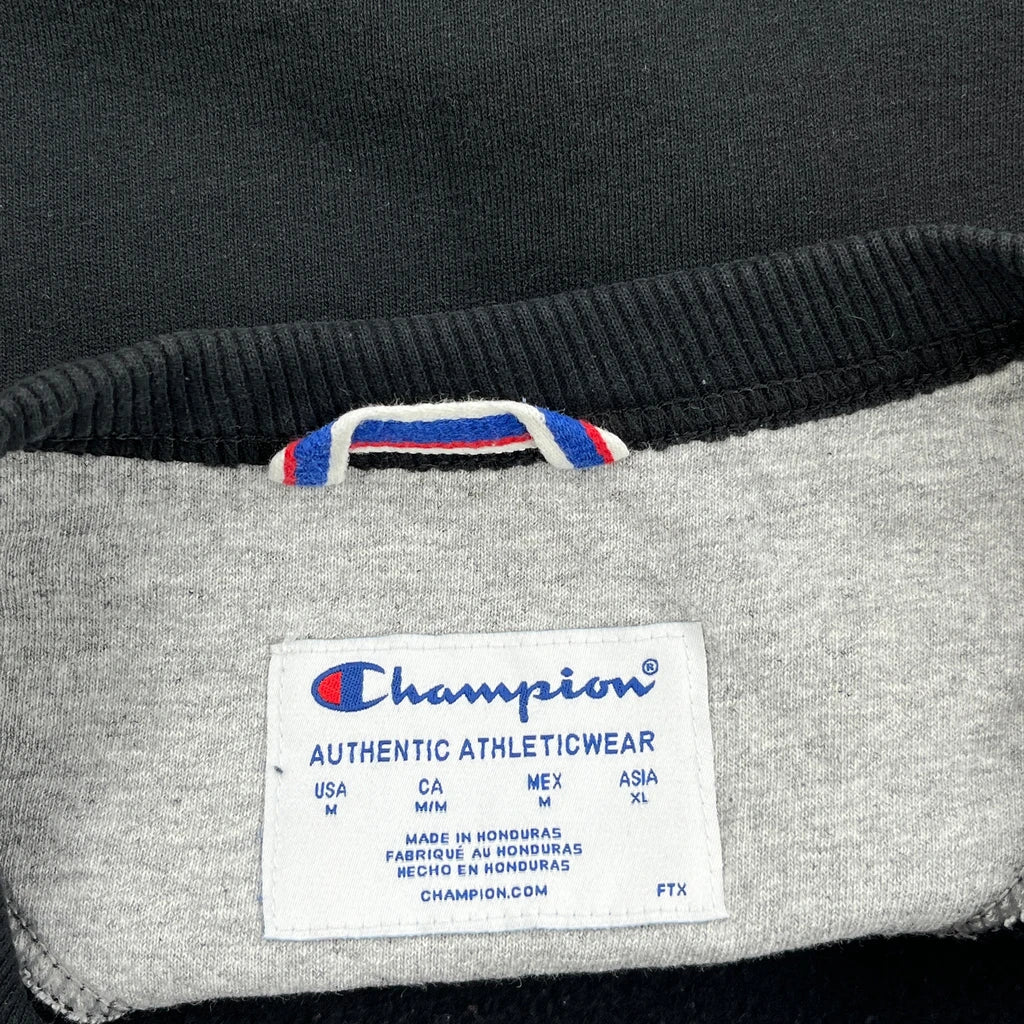 Champion®
AUTHENTIC ATHLETICWEAR
USA CA MEX ASIA
M M/M M XL
MADE IN HONDURAS
FABRIQUÉ AU HONDURAS
HECHO EN HONDURAS
CHAMPION.COM FTX